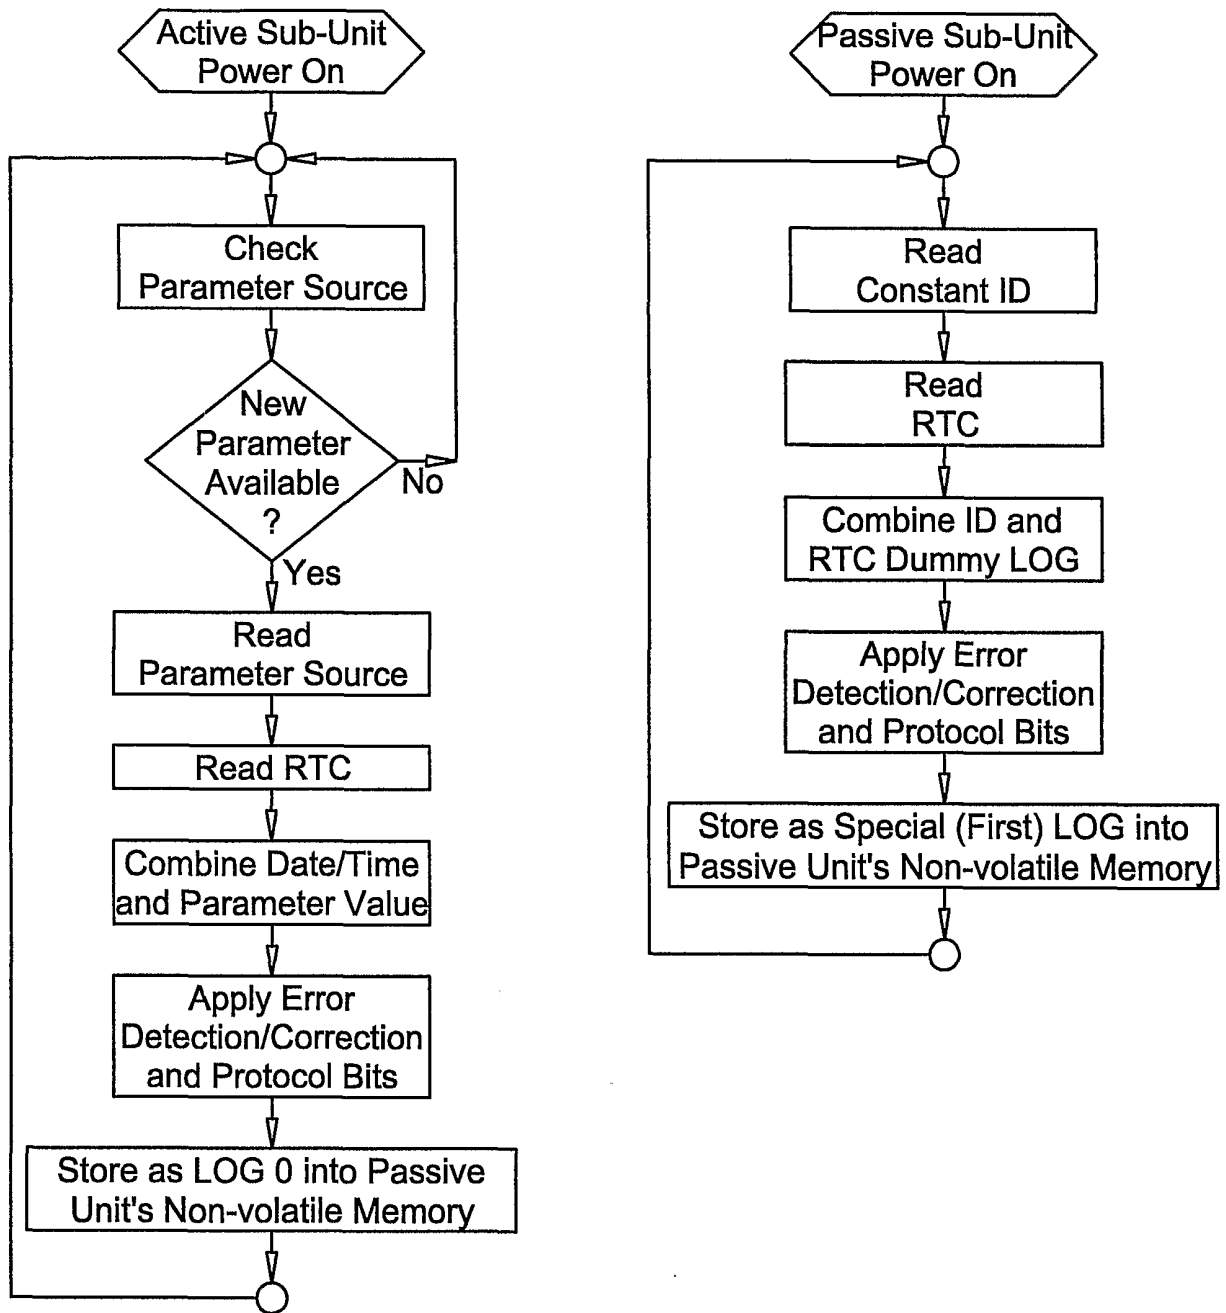 Active Sub-Unit
Power On
Check
Parameter Source
New
Parameter
Available
?
No
Yes
Read
Parameter Source
Read RTC
Combine Date/Time
and Parameter Value
Apply Error
Detection/Correction
and Protocol Bits
Store as LOG 0 into Passive
Unit's Non-volatile Memory
Passive Sub-Unit
Power On
Read
Constant ID
Read
RTC
Combine ID and
RTC Dummy LOG
Apply Error
Detection/Correction
and Protocol Bits
Store as Special (First) LOG into
Passive Unit's Non-volatile Memory